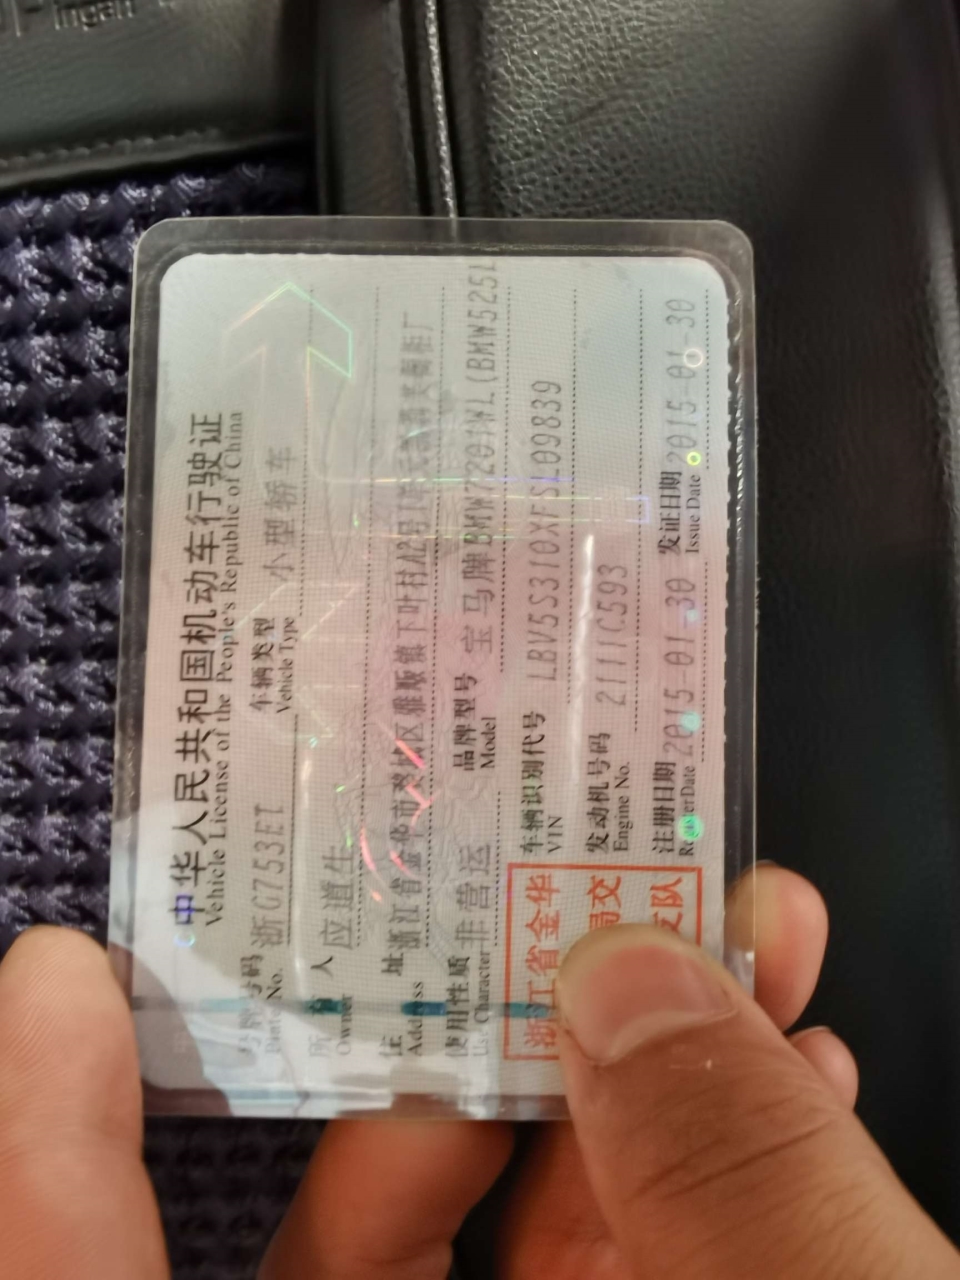 ingan
中华人民共和国机动车行驶证
Vehicle License of the People's Republic of China
号牌号码 浙G753ET 车辆类型 小型轿车
Plate No. Vehicle Type
所有人 应道生
Owner
住址 浙江省金华市婺城区雅畈镇下叶村A2号
Address
使用性质 非营运 品牌型号 宝马牌BMW7201WL(BMW525L
Use Character Model
浙江省金华
局交
支队
车辆识别代号 LBV5S310XFSL09839
VIN
发动机号码 2111C593
Engine No.
注册日期 2015-01-30 发证日期 2015-01-30
Register Date Issue Date